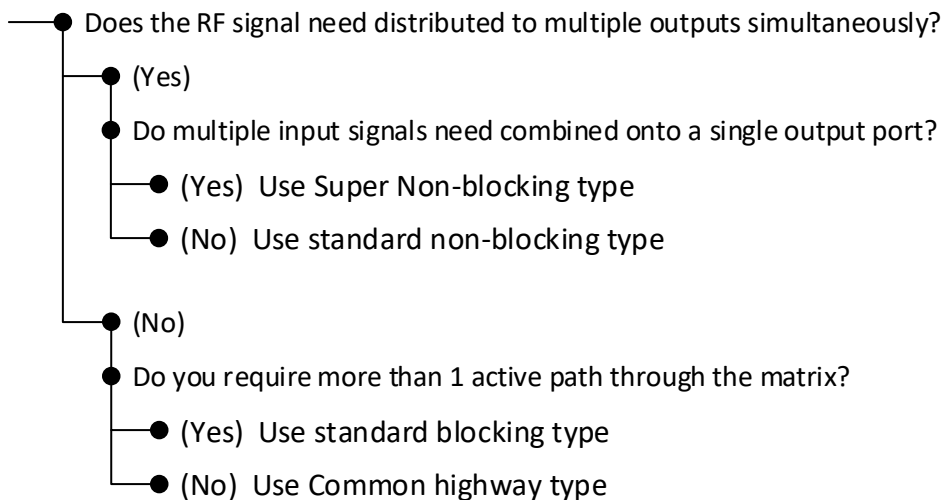 Does the RF signal need distributed to multiple outputs simultaneously?
(Yes)
Do multiple input signals need combined onto a single output port?
(Yes) Use Super Non-blocking type
(No) Use standard non-blocking type
(No)
Do you require more than 1 active path through the matrix?
(Yes) Use standard blocking type
(No) Use Common highway type